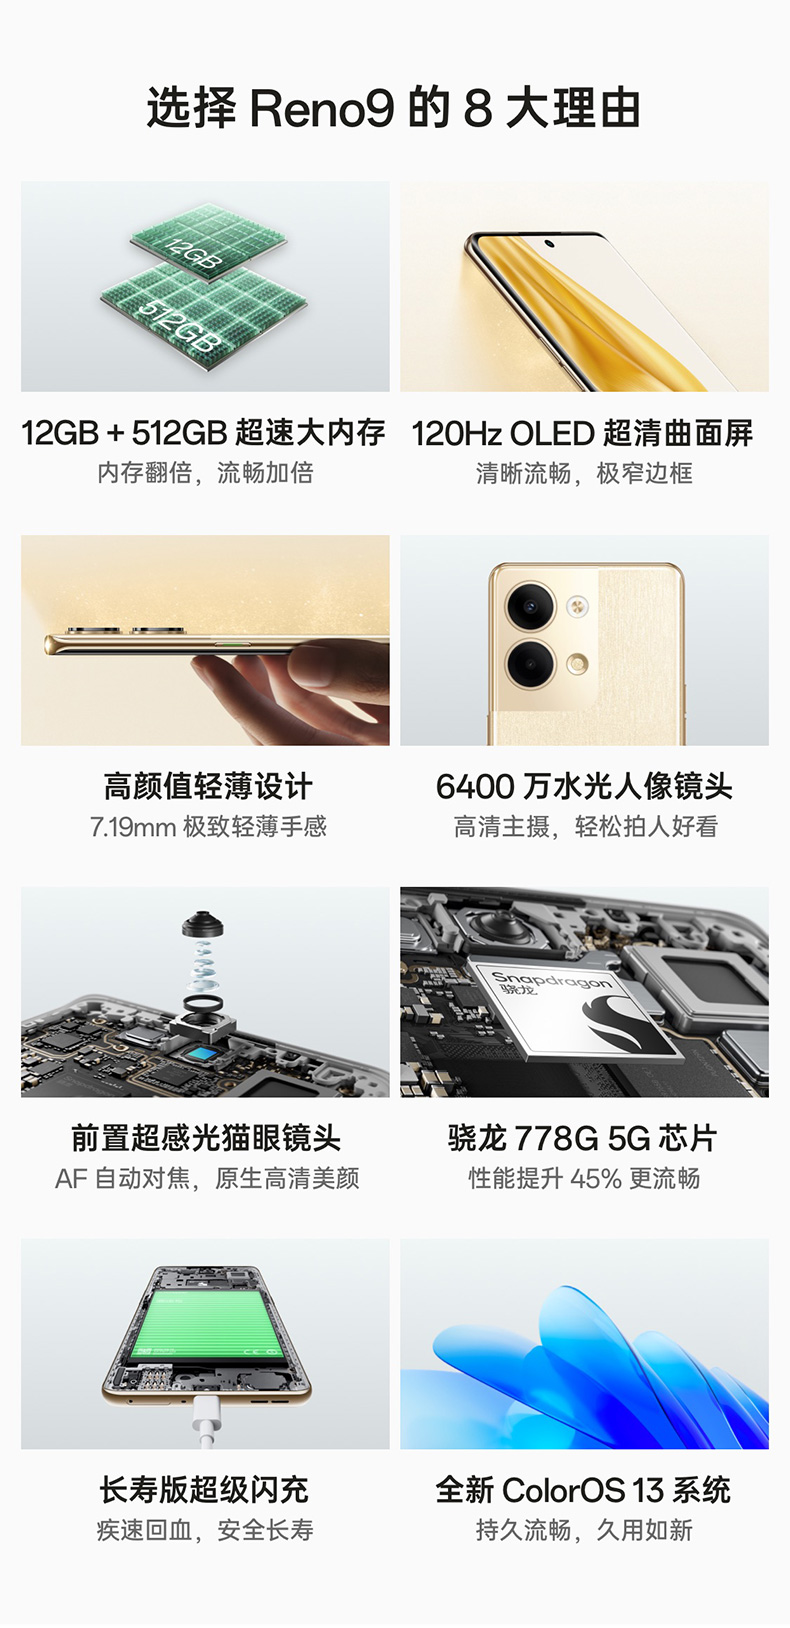 选择 Reno9 的 8 大理由
12GB
512GB
12GB + 512GB 超速大内存
内存翻倍，流畅加倍
120Hz OLED 超清曲面屏
清晰流畅，极窄边框
高颜值轻薄设计
7.19mm 极致轻薄手感
6400 万水光人像镜头
高清主摄，轻松拍人好看
前置超感光猫眼镜头
AF 自动对焦，原生高清美颜
Snapdragon
骁龙
骁龙 778G 5G 芯片
性能提升 45% 更流畅
长寿版超级闪充
疾速回血，安全长寿
全新 ColorOS 13 系统
持久流畅，久用如新